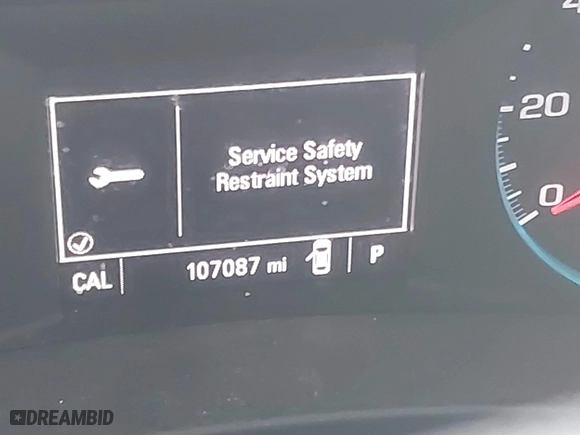 Service Safety
Restraint System
20
0
CAL
107087 mi
P
DREAMBID